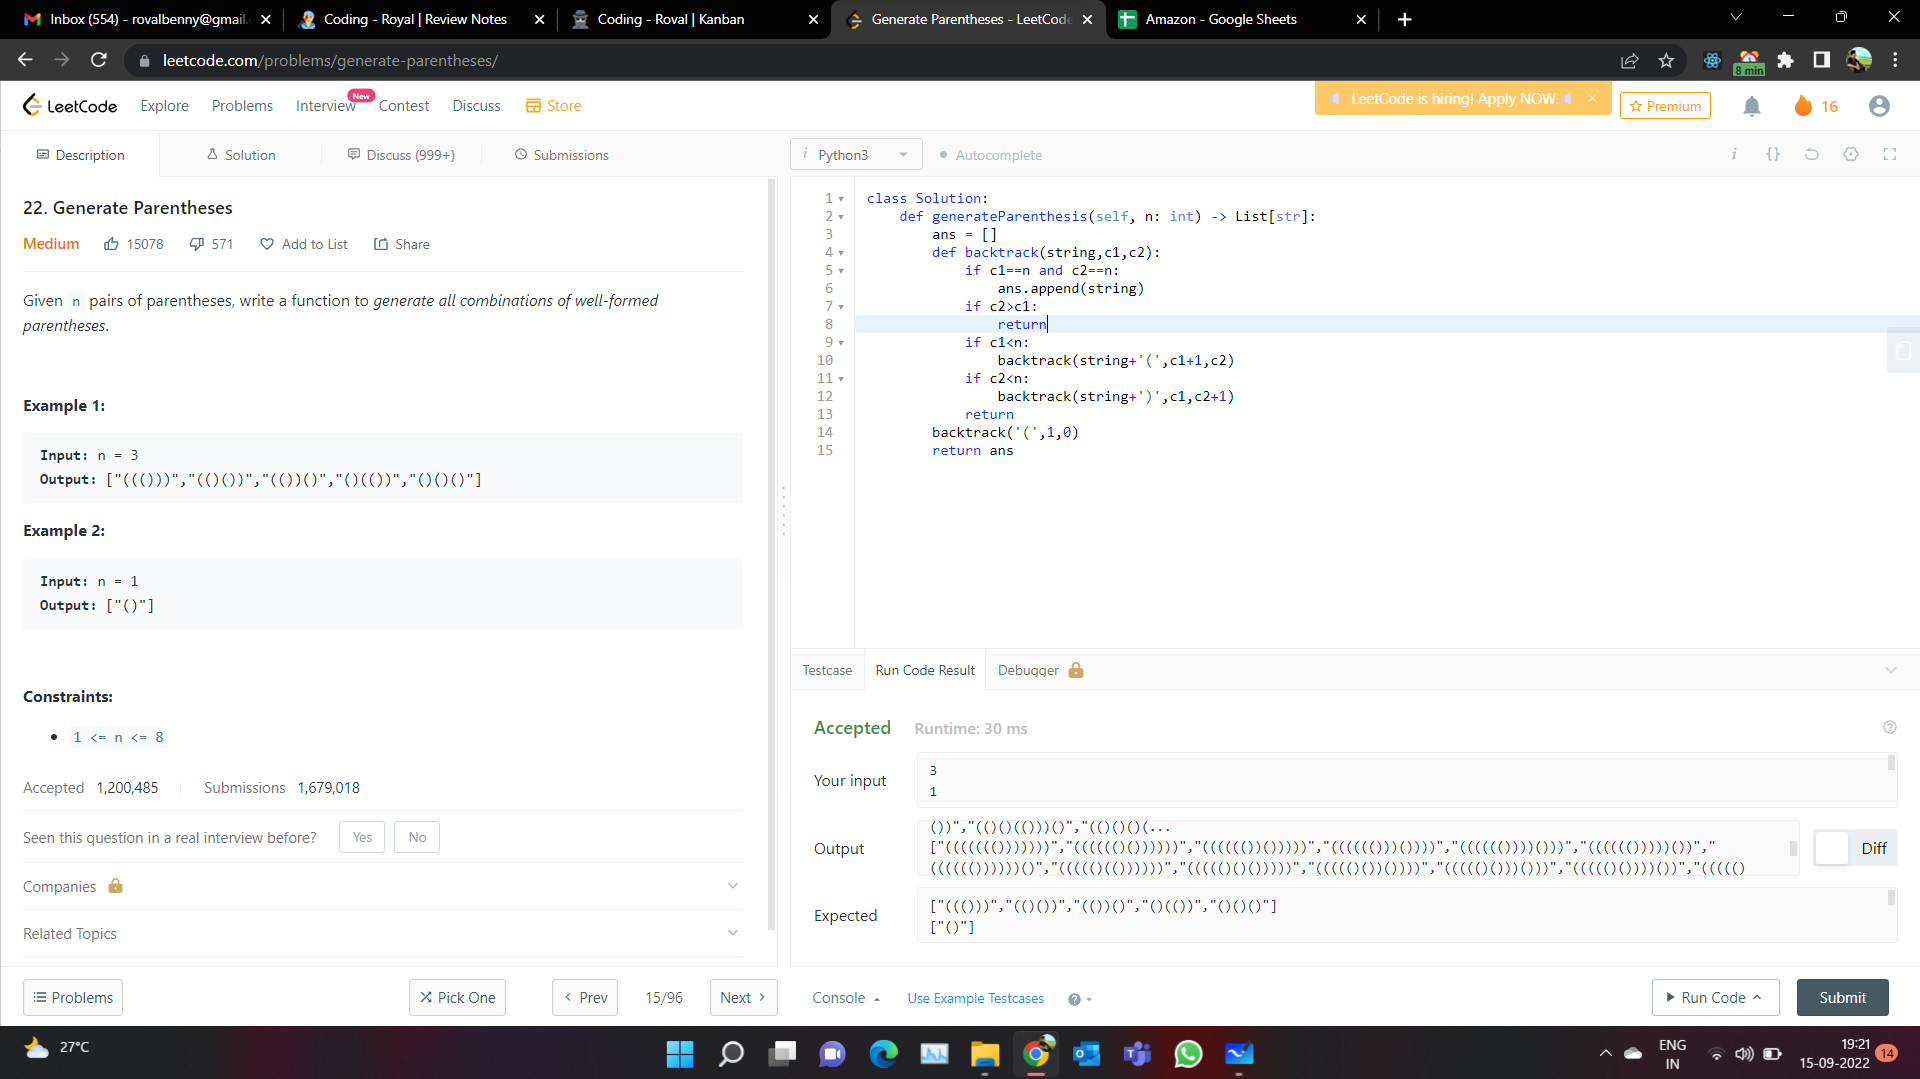 Inbox (554) - rovalbenny@gmail.
Coding - Royal | Review Notes
Coding - Roval | Kanban
Generate Parentheses - LeetCode
Amazon - Google Sheets
leetcode.com/problems/generate-parentheses/
8 min
LeetCode
Explore
Problems
Interview
New
Contest
Discuss
Store
LeetCode is hiring! Apply NOW.
Premium
16
Description
Solution
Discuss (999+)
Submissions
i Python3
Autocomplete
i {}
22. Generate Parentheses
Medium 15078 571 Add to List Share
Given n pairs of parentheses, write a function to generate all combinations of well-formed
parentheses.
Example 1:
Input: n = 3
Output: ["((()))","(()())","(())()","()(())","()()()"]
Example 2:
Input: n = 1
Output: ["()"]
Constraints:
1 <= n <= 8
Accepted 1,200,485 Submissions 1,679,018
Seen this question in a real interview before? Yes No
Companies
Related Topics
Problems
Pick One
Prev
15/96
Next
1 class Solution:
2 def generateParenthesis(self, n: int) -> List[str]:
3 ans = []
4 def backtrack(string,c1,c2):
5 if c1==n and c2==n:
6 ans.append(string)
7 if c2>c1:
8 return
9 if c1<n:
10 backtrack(string+'(',c1+1,c2)
11 if c2<n:
12 backtrack(string+')',c1,c2+1)
13 return
14 backtrack('(',1,0)
15 return ans
Testcase
Run Code Result
Debugger
Accepted Runtime: 30 ms
Your input
3
1
Output
())","(()()(()))()","(()()()(...
["((((((()))))))","((((((()())))))","((((((())()))))","((((((()))())))","((((((())))()))","((((((()))))())","
((((((())))))()","(((((()(())))))","(((((()()()))))","(((((()())())))","(((((()()))()))","(((((()())))())","(((((()
Diff
Expected
["((()))","(()())","(())()","()(())","()()()"]
["()"]
Console
Use Example Testcases
Run Code
Submit
27°C
ENG
IN
19:21
15-09-2022
14